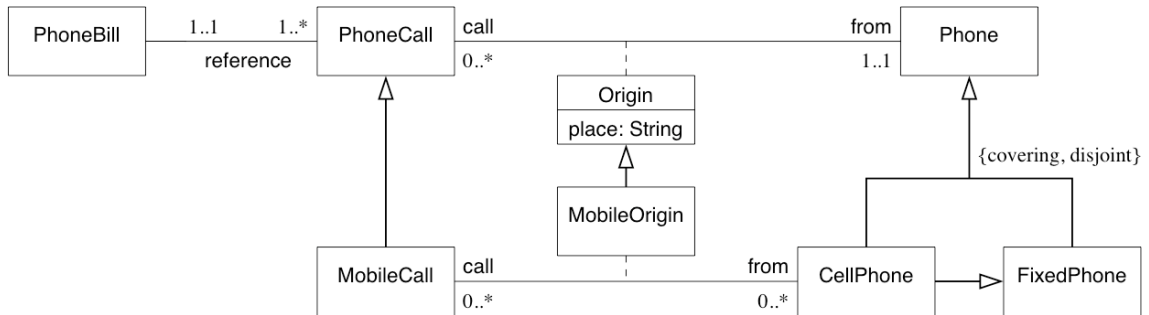 PhoneBill
1..1
1..*
reference
PhoneCall
call
0..*
from
1..1
Phone
Origin
place: String
{covering, disjoint}
MobileOrigin
MobileCall
call
0..*
from
0..*
CellPhone
FixedPhone